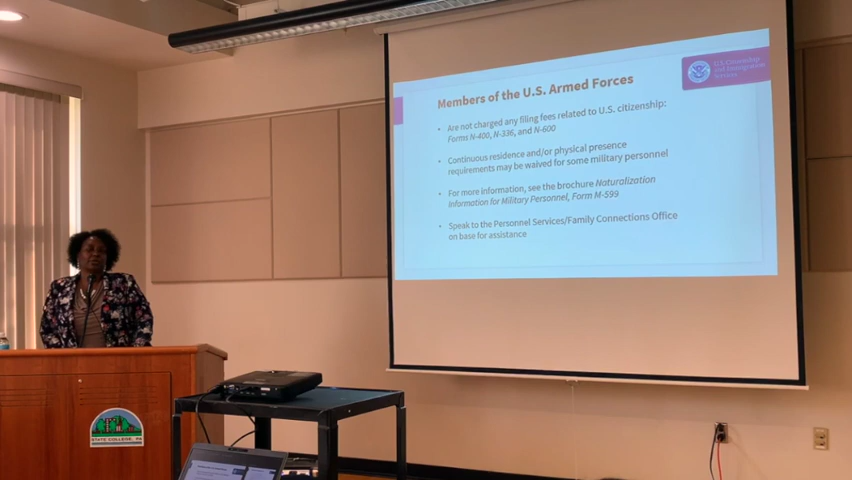 U.S. Citizenship
and Immigration
Services
Members of the U.S. Armed Forces
• Are not charged any filing fees related to U.S. citizenship:
Forms N-400, N-336, and N-600
• Continuous residence and/or physical presence
requirements may be waived for some military personnel
• For more information, see the brochure Naturalization
Information for Military Personnel, Form M-599
• Speak to the Personnel Services/Family Connections Office
on base for assistance
STATE COLLEGE, PA